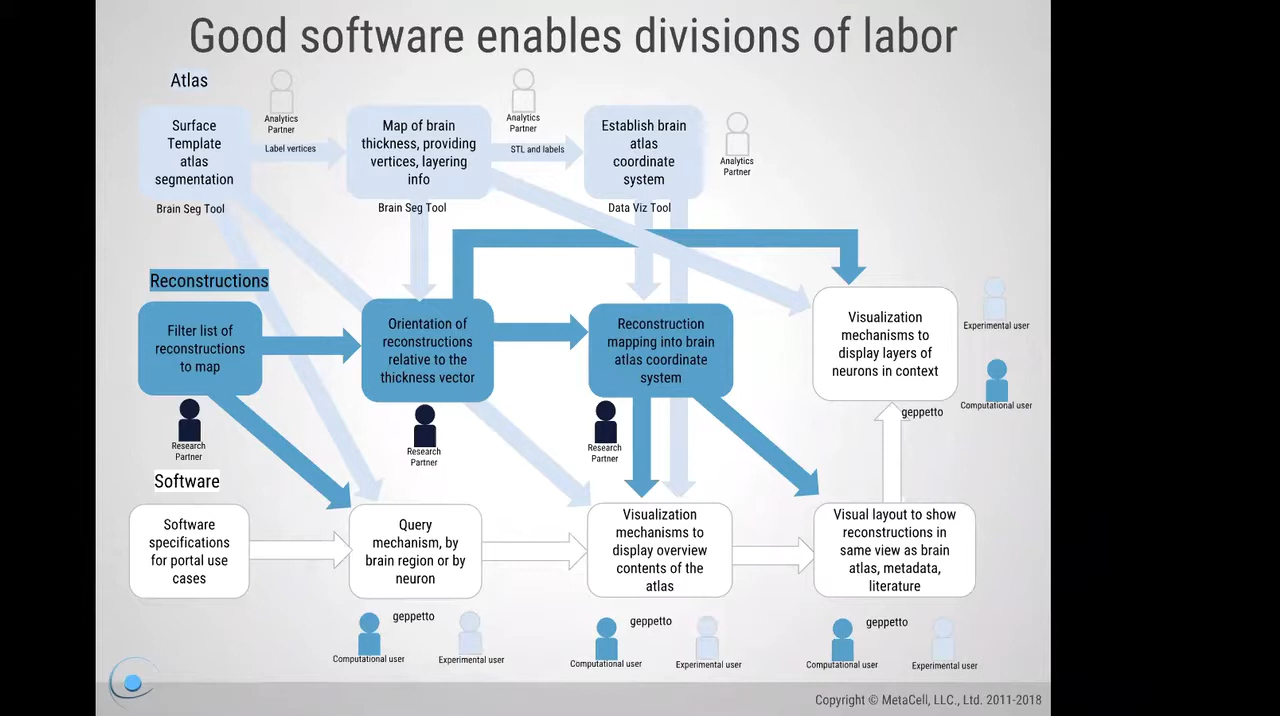 Good software enables divisions of labor
Atlas
Surface
Template
atlas
segmentation
Brain Seg Tool
Analytics
Partner
Label vertices
Map of brain
thickness, providing
vertices, layering
info
Brain Seg Tool
Analytics
Partner
STL and labels
Establish brain
atlas
coordinate
system
Data Viz Tool
Analytics
Partner
Reconstructions
Filter list of
reconstructions
to map
Research
Partner
Orientation of
reconstructions
relative to the
thickness vector
Research
Partner
Reconstruction
mapping into brain
atlas coordinate
system
Research
Partner
Visualization
mechanisms to
display layers of
neurons in context
Experimental user
Computational user
geppetto
Software
Software
specifications
for portal use
cases
Query
mechanism, by
brain region or by
neuron
geppetto
Computational user
Experimental user
Visualization
mechanisms to
display overview
contents of the
atlas
geppetto
Computational user
Experimental user
Visual layout to show
reconstructions in
same view as brain
atlas, metadata,
literature
geppetto
Computational user
Experimental user
Copyright © MetaCell, LLC., Ltd. 2011-2018